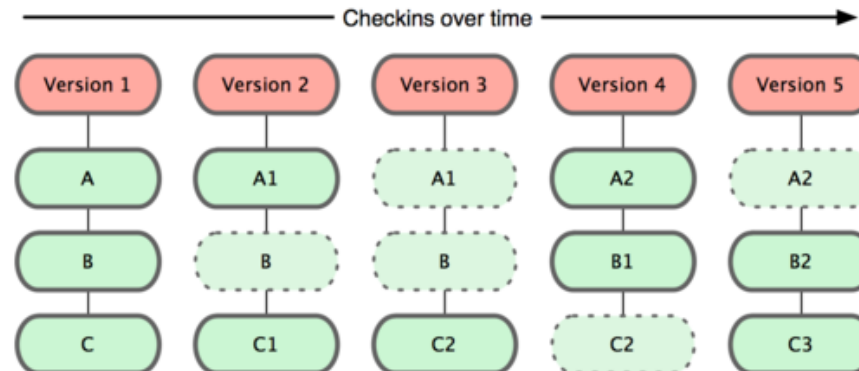 Checkins over time
Version 1 Version 2 Version 3 Version 4 Version 5
A A1 A1 A2 A2
B B B B1 B2
C C1 C2 C2 C3